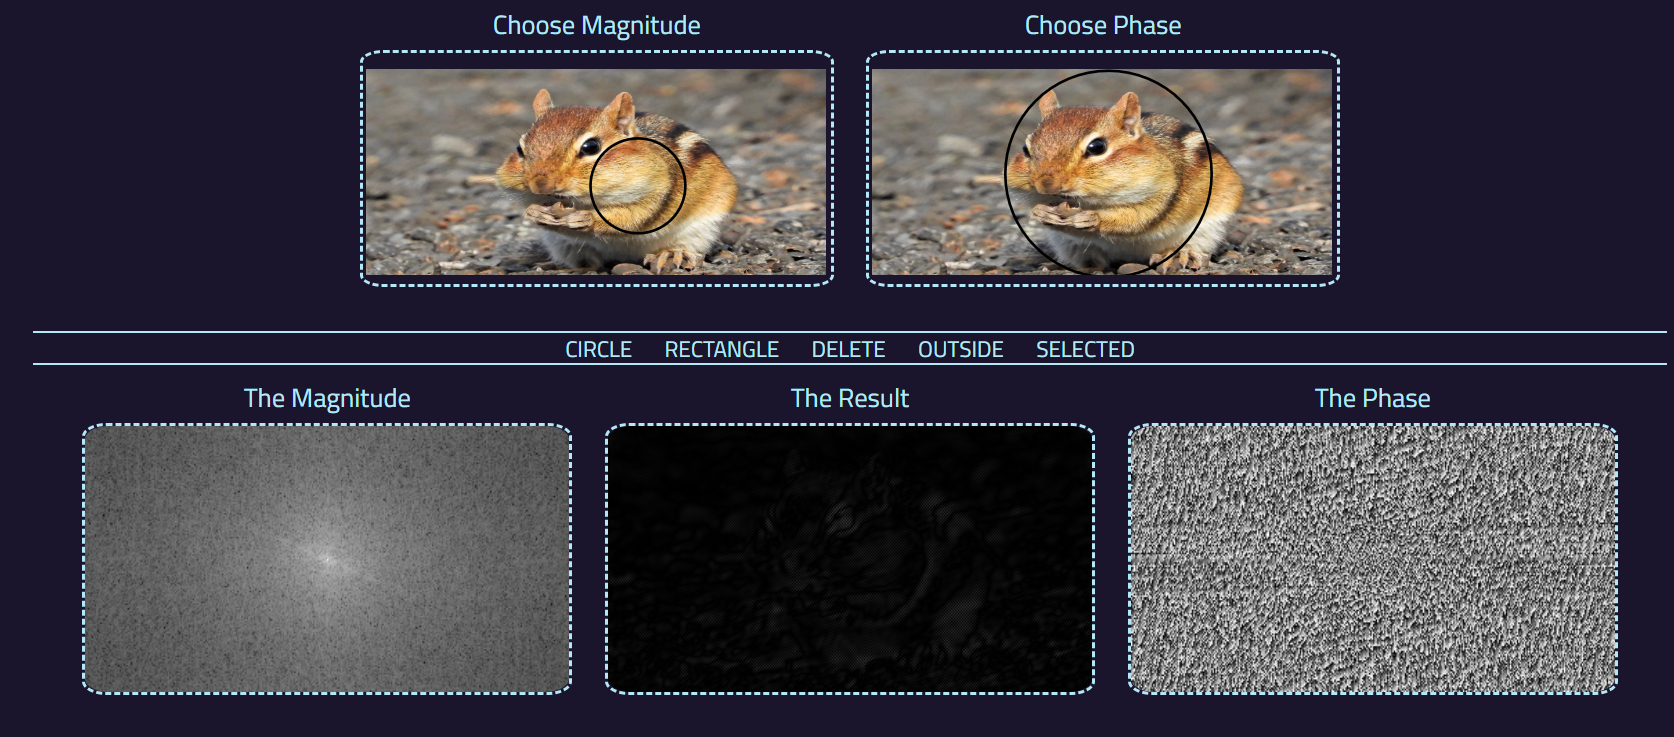 Choose Magnitude
Choose Phase
CIRCLE RECTANGLE DELETE OUTSIDE SELECTED
The Magnitude
The Result
The Phase